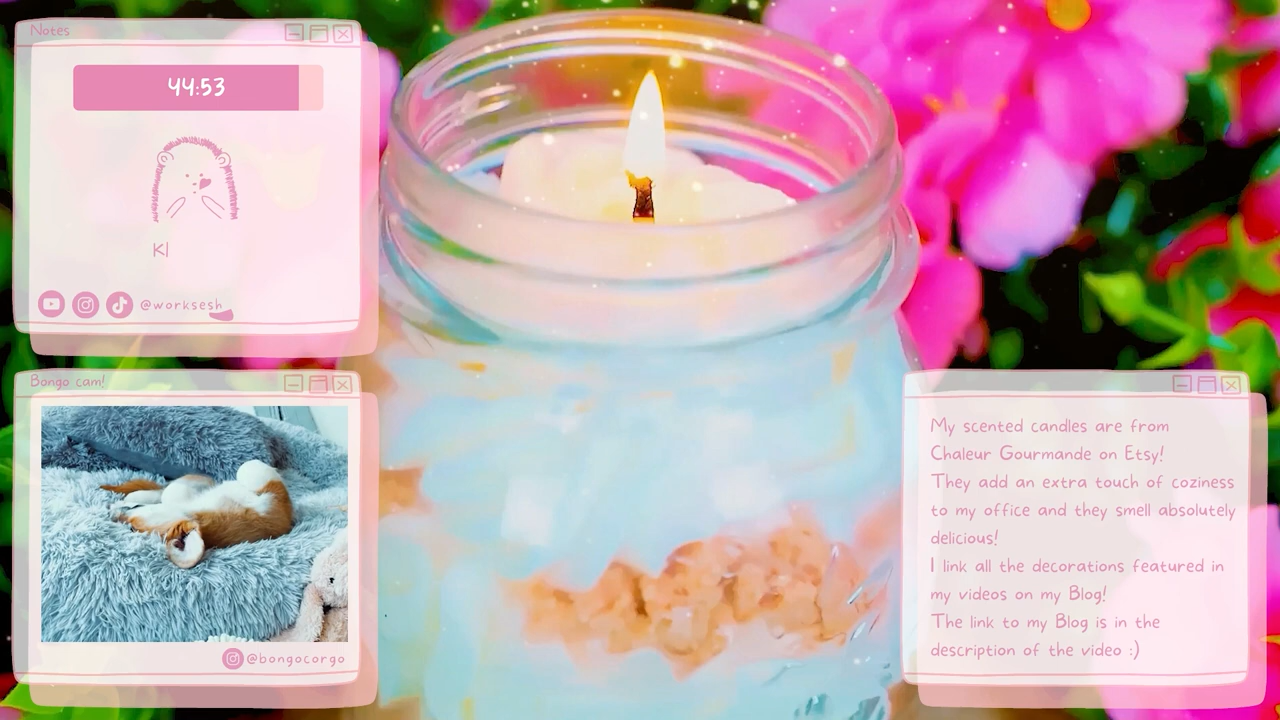 Notes
44:53
Kl
@worksesh
Bongo cam!
@bongocorgo
My scented candles are from
Chaleur Gourmande on Etsy!
They add an extra touch of coziness
to my office and they smell absolutely
delicious!
I link all the decorations featured in
my videos on my Blog!
The link to my Blog is in the
description of the video :)